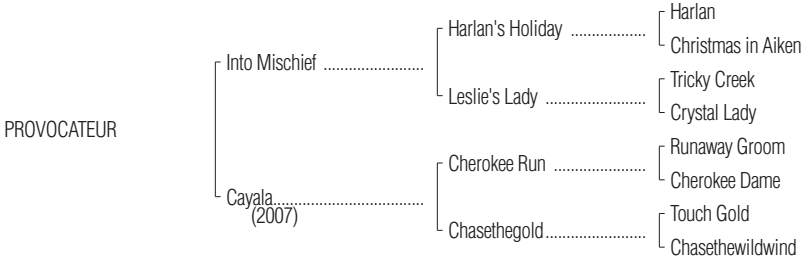 Harlan
Harlan's Holiday ..................
Christmas in Aiken
Into Mischief ........................
Tricky Creek
Leslie's Lady ........................
Crystal Lady
PROVOCATEUR
Runaway Groom
Cherokee Run ......................
Cherokee Dame
Cayala....................................
(2007)
Touch Gold
Chasethegold........................
Chasethewildwind